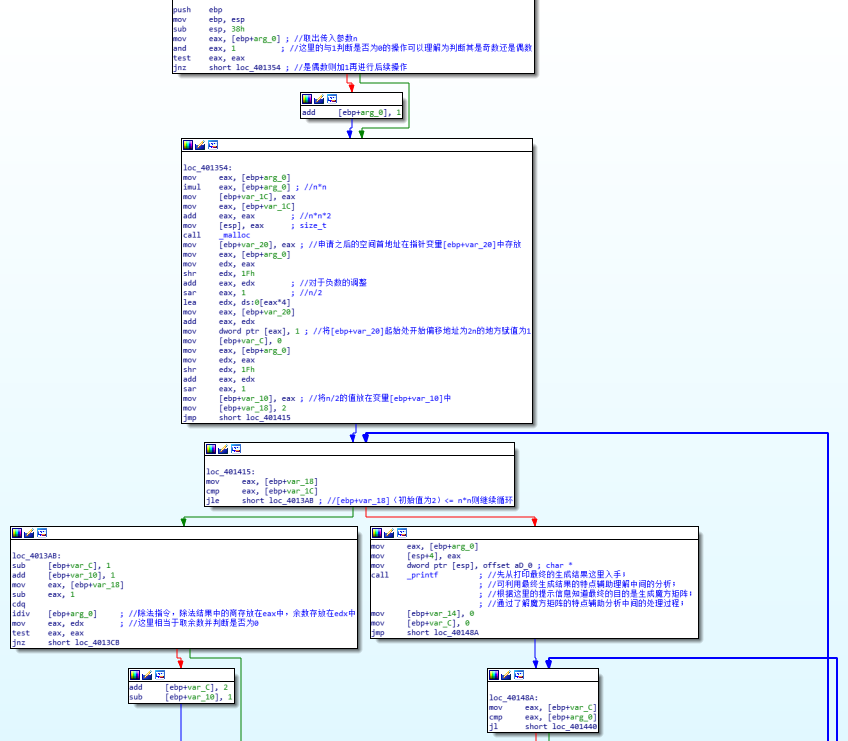 push    ebp
mov     ebp, esp
sub     esp, 38h
mov     eax, [ebp+arg_0] ; //取出传入参数n
and     eax, 1          ; //这里的与1判断是否为0的操作可以理解为判断其是奇数还是偶数
test    eax, eax
jnz     short loc_401354 ; //是偶数则加1再进行后续操作
add     [ebp+arg_0], 1
loc_401354:
mov     eax, [ebp+arg_0]
imul    eax, [ebp+arg_0] ; //n*n
mov     [ebp+var_1C], eax
mov     eax, [ebp+var_1C]
add     eax, eax        ; //n*n*2
mov     [esp], eax      ; size_t
call    _malloc
mov     [ebp+var_20], eax ; //申请之后的空间首地址在指针变量[ebp+var_20]中存放
mov     eax, [ebp+arg_0]
mov     edx, eax
shr     edx, 1Fh
add     eax, edx        ; //对于负数的调整
sar     eax, 1          ; //n/2
lea     edx, ds:0[eax*4]
mov     eax, [ebp+var_20]
add     eax, edx
mov     dword ptr [eax], 1 ; //将[ebp+var_20]起始处开始偏移地址为2n的地方赋值为1
mov     [ebp+var_C], 0
mov     eax, [ebp+arg_0]
mov     edx, eax
shr     edx, 1Fh
add     eax, edx
sar     eax, 1
mov     [ebp+var_10], eax ; //将n/2的值放在变量[ebp+var_10]中
mov     [ebp+var_18], 2
jmp     short loc_401415
loc_401415:
mov     eax, [ebp+var_18]
cmp     eax, [ebp+var_1C]
jle     short loc_4013AB ; //[ebp+var_18]（初始值为2）<= n*n则继续循环
loc_4013AB:
sub     [ebp+var_C], 1
add     [ebp+var_10], 1
mov     eax, [ebp+var_18]
sub     eax, 1
cdq
idiv    [ebp+arg_0]     ; //除法指令，除法结果中的商存放在eax中，余数存放在edx中
mov     eax, edx        ; //这里相当于取余数并判断是否为0
test    eax, eax
jnz     short loc_4013CB
mov     eax, [ebp+arg_0]
mov     [esp+4], eax
mov     dword ptr [esp], offset aD_0 ; char *
call    _printf         ; //先从打印最终的生成结果这里入手；
; //可利用最终生成结果的特点辅助理解中间的分析；
; //根据这里的提示信息知道最终的目的是生成魔方矩阵；
; //通过了解魔方矩阵的特点辅助分析中间的处理过程；
mov     [ebp+var_14], 0
mov     [ebp+var_C], 0
jmp     short loc_40148A
add     [ebp+var_C], 2
sub     [ebp+var_10], 1
loc_40148A:
mov     eax, [ebp+var_C]
cmp     eax, [ebp+arg_0]
jl      short loc_401440